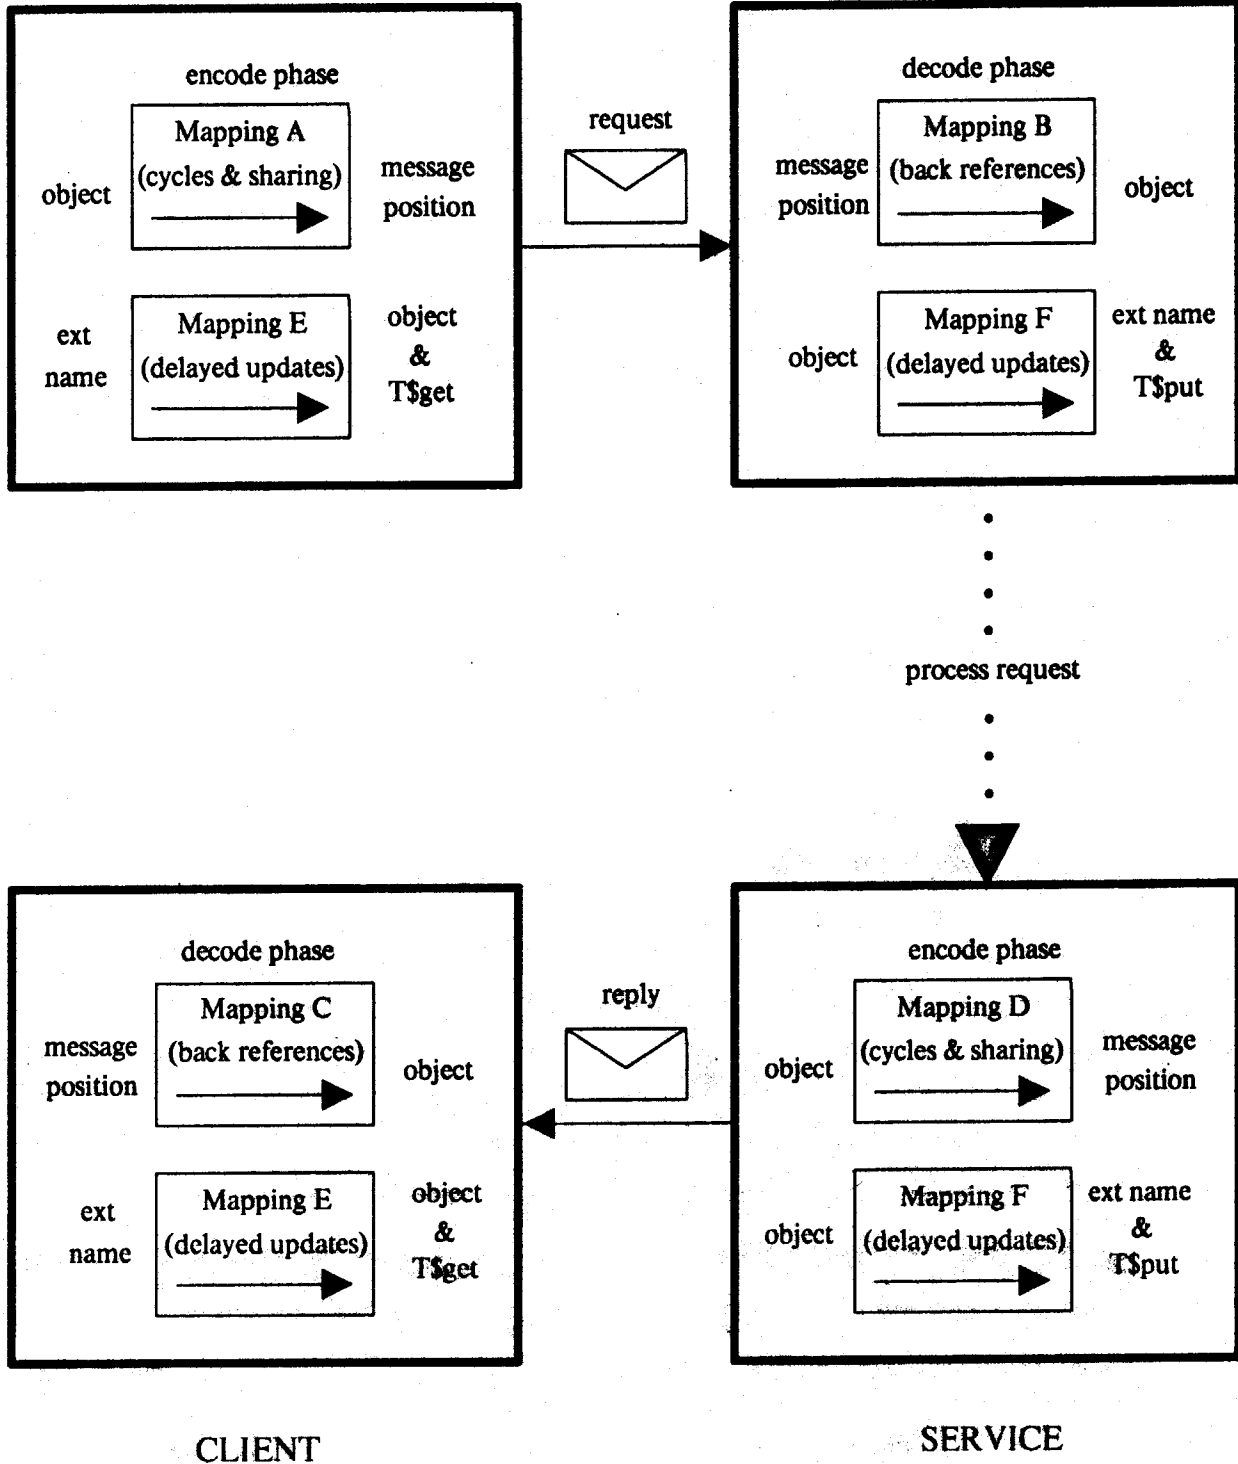 encode phase
Mapping A
(cycles & sharing)
object
message
position
ext
name
Mapping E
(delayed updates)
object
&
T$get
request
decode phase
Mapping B
(back references)
message
position
object
object
Mapping F
(delayed updates)
ext name
&
T$put
process request
decode phase
Mapping C
(back references)
message
position
object
ext
name
Mapping E
(delayed updates)
object
&
T$get
reply
encode phase
Mapping D
(cycles & sharing)
object
message
position
object
Mapping F
(delayed updates)
ext name
&
T$put
CLIENT
SERVICE